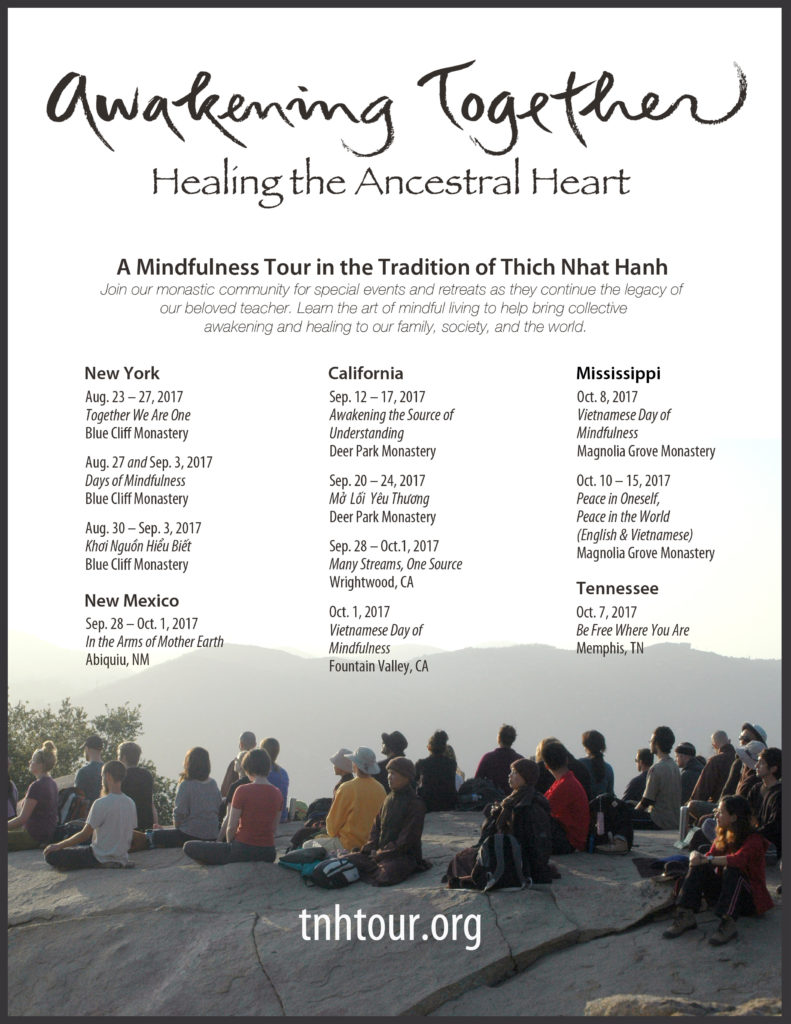 Awakening Together
Healing the Ancestral Heart
A Mindfulness Tour in the Tradition of Thich Nhat Hanh
Join our monastic community for special events and retreats as they continue the legacy of
our beloved teacher. Learn the art of mindful living to help bring collective
awakening and healing to our family, society, and the world.
New York
Aug. 23 – 27, 2017
Together We Are One
Blue Cliff Monastery
Aug. 27 and Sep. 3, 2017
Days of Mindfulness
Blue Cliff Monastery
Aug. 30 – Sep. 3, 2017
Khơi Nguồn Hiểu Biết
Blue Cliff Monastery
New Mexico
Sep. 28 – Oct. 1, 2017
In the Arms of Mother Earth
Abiquiu, NM
California
Sep. 12 – 17, 2017
Awakening the Source of
Understanding
Deer Park Monastery
Sep. 20 – 24, 2017
Mở Lối Yêu Thương
Deer Park Monastery
Sep. 28 – Oct.1, 2017
Many Streams, One Source
Wrightwood, CA
Oct. 1, 2017
Vietnamese Day of
Mindfulness
Fountain Valley, CA
Mississippi
Oct. 8, 2017
Vietnamese Day of
Mindfulness
Magnolia Grove Monastery
Oct. 10 – 15, 2017
Peace in Oneself,
Peace in the World
(English & Vietnamese)
Magnolia Grove Monastery
Tennessee
Oct. 7, 2017
Be Free Where You Are
Memphis, TN
tnhtour.org